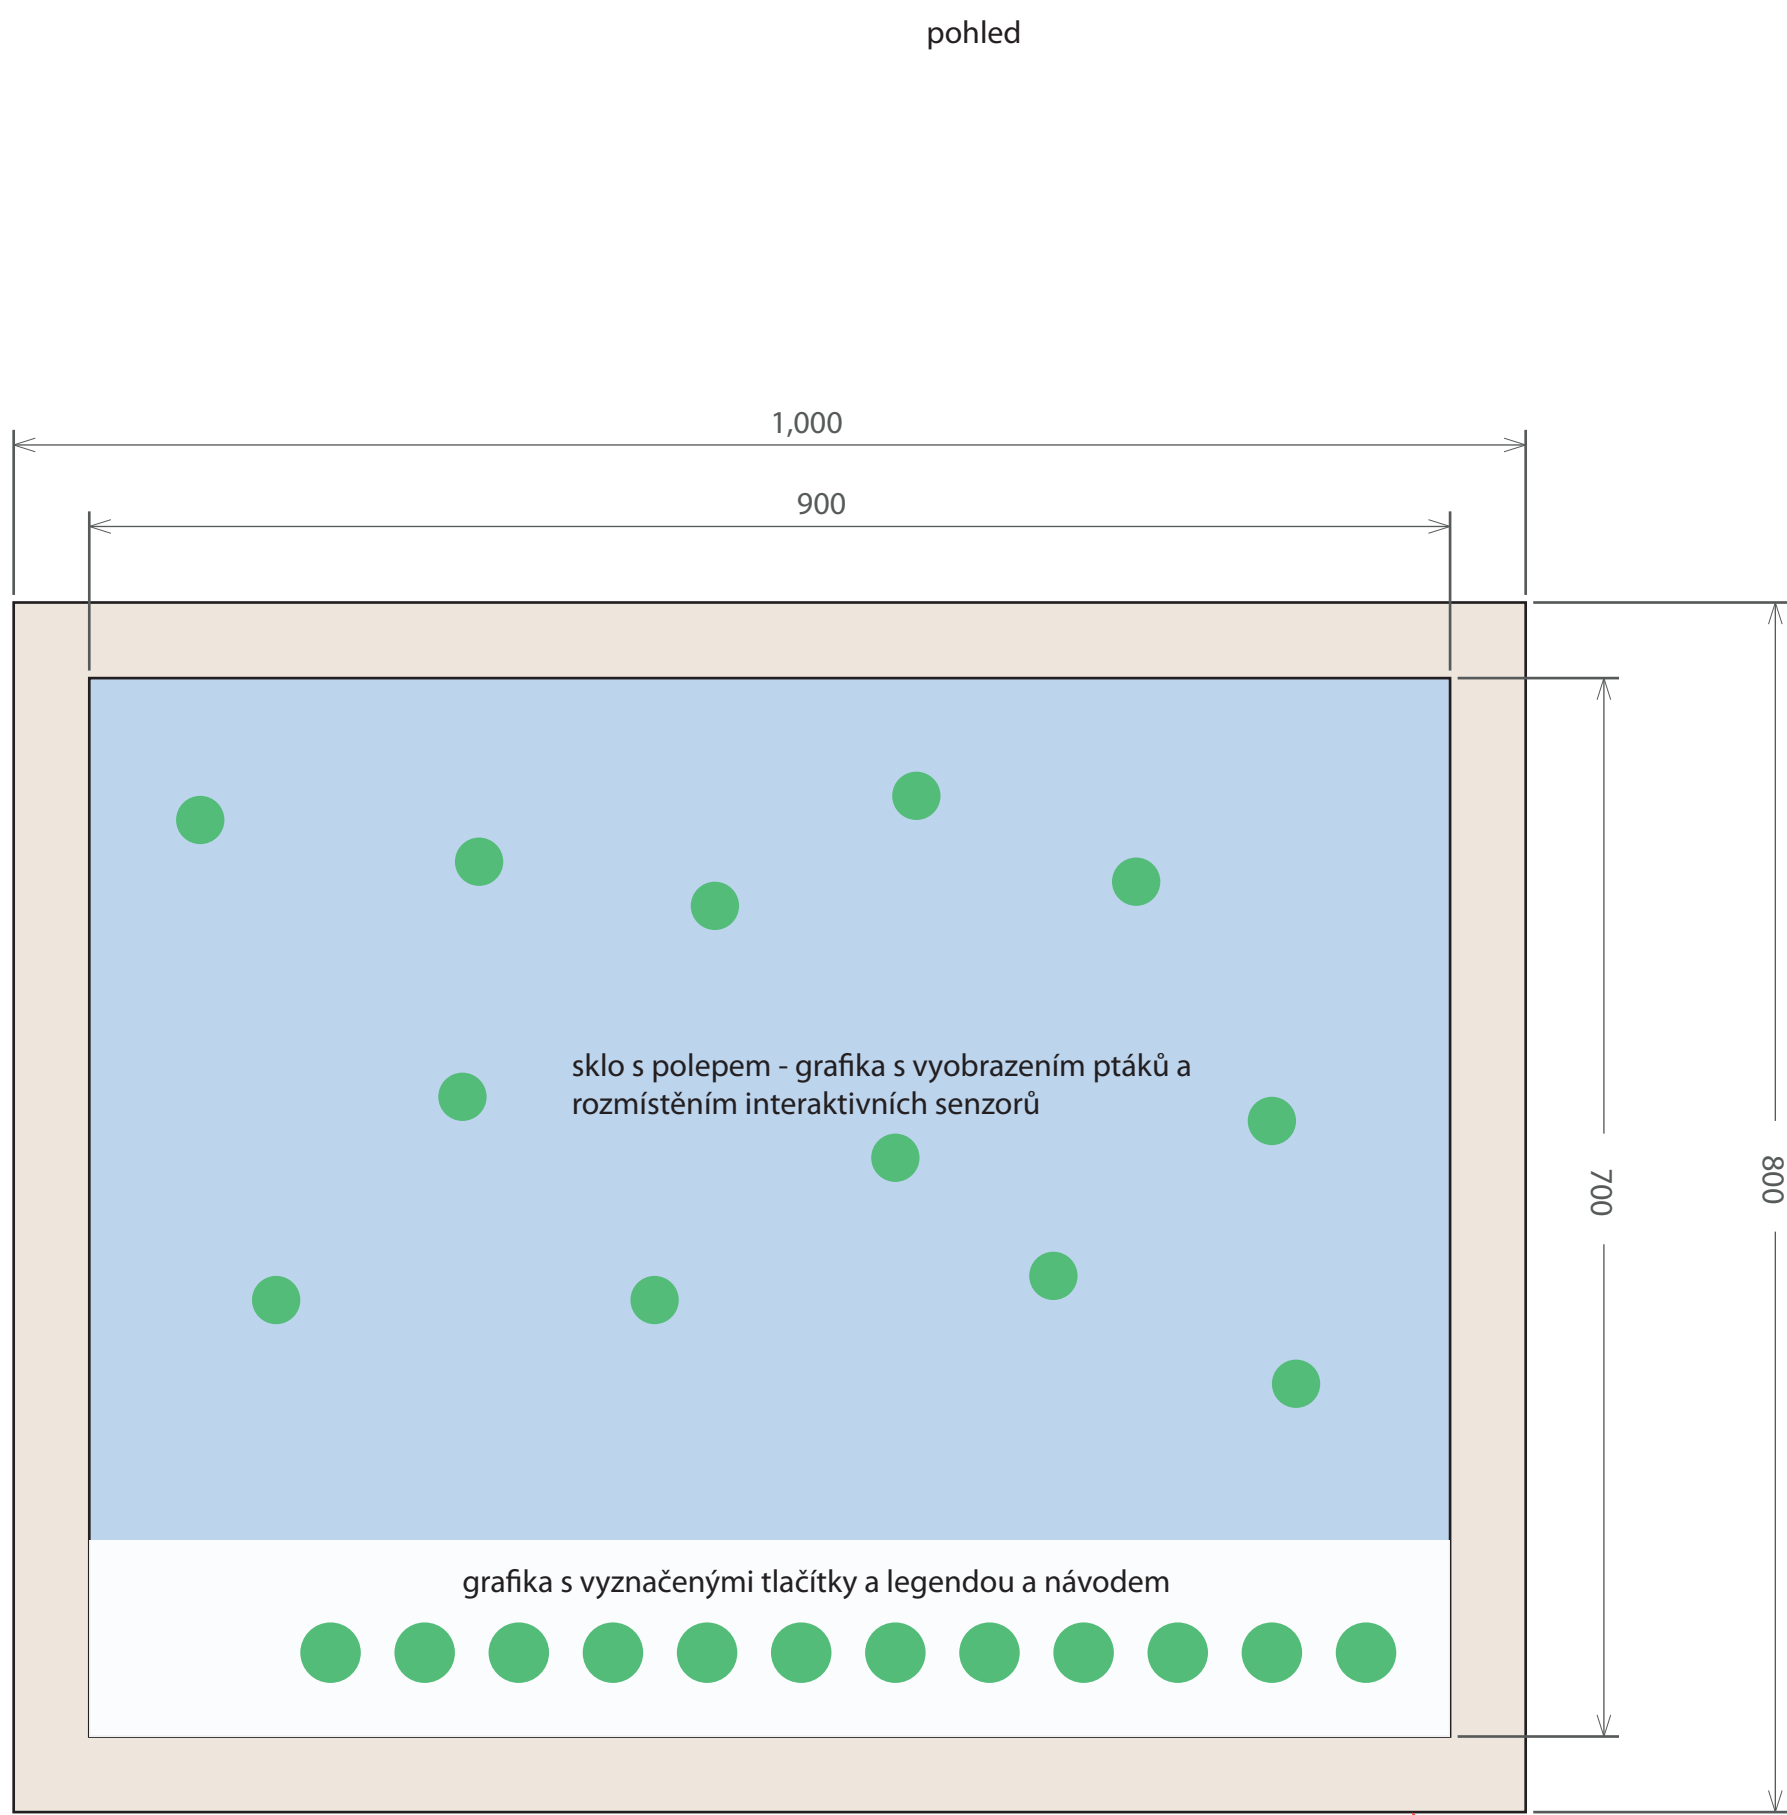 pohled
1,000
900
sklo s polepem - grafika s vyobrazením ptáků a
rozmístěním interaktivních senzorů
700
800
grafika s vyznačenými tlačítky a legendou a návodem